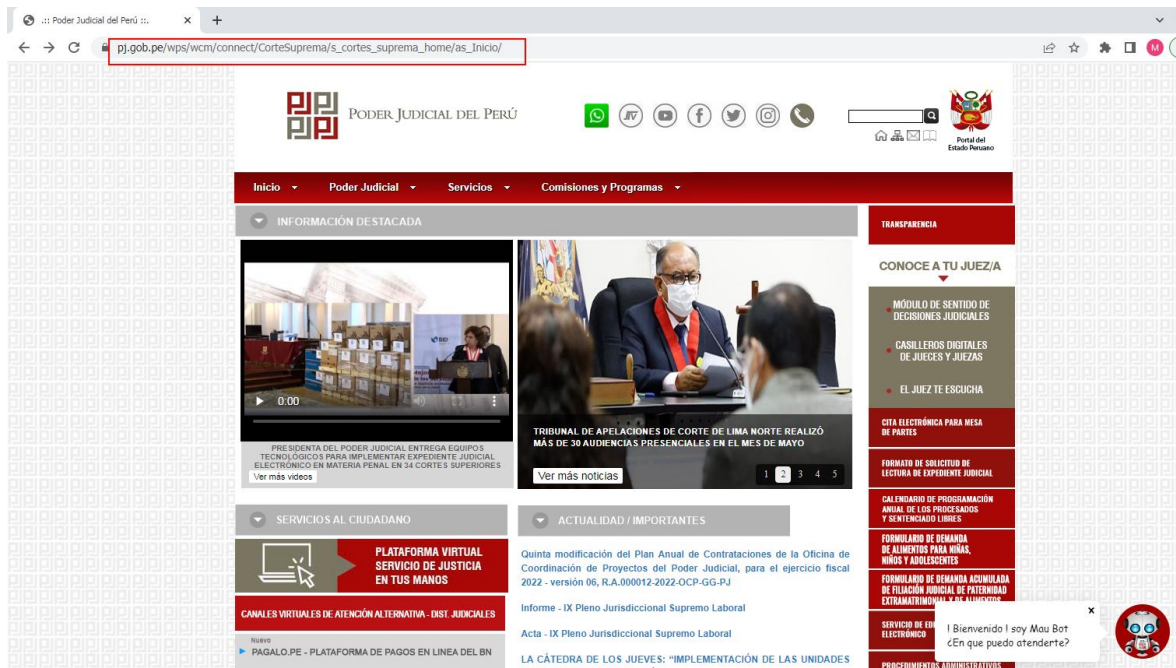 .:: Poder Judicial del Perú ::.
pj.gob.pe/wps/wcm/connect/CorteSuprema/s_cortes_suprema_home/as_Inicio/
M
PODER JUDICIAL DEL PERÚ
Portal del
Estado Peruano
Inicio
Poder Judicial
Servicios
Comisiones y Programas
INFORMACIÓN DESTACADA
0:00
PRESIDENTA DEL PODER JUDICIAL ENTREGA EQUIPOS
TECNOLÓGICOS PARA IMPLEMENTAR EXPEDIENTE JUDICIAL
ELECTRÓNICO EN MATERIA PENAL EN 34 CORTES SUPERIORES
Ver más videos
TRIBUNAL DE APELACIONES DE CORTE DE LIMA NORTE REALIZÓ
MÁS DE 30 AUDIENCIAS PRESENCIALES EN EL MES DE MAYO
Ver más noticias
1 2 3 4 5
TRANSPARENCIA
CONOCE A TU JUEZ/A
MÓDULO DE SENTIDO DE
DECISIONES JUDICIALES
CASILLEROS DIGITALES
DE JUECES Y JUEZAS
EL JUEZ TE ESCUCHA
CITA ELECTRÓNICA PARA MESA
DE PARTES
FORMATO DE SOLICITUD DE
LECTURA DE EXPEDIENTE JUDICIAL
CALENDARIO DE PROGRAMACIÓN
ANUAL DE LOS PROCESADOS
Y SENTENCIADO LIBRES
FORMULARIO DE DEMANDA
DE ALIMENTOS PARA NIÑAS,
NIÑOS Y ADOLESCENTES
FORMULARIO DE DEMANDA ACUMULADA
DE FILIACIÓN JUDICIAL DE PATERNIDAD
EXTRAMATRIMONIAL Y DE ALIMENTOS
SERVICIO DE
ELECTRÓNICO
PROCEDIMIENTOS ADMINISTRATIVOS
SERVICIOS AL CIUDADANO
PLATAFORMA VIRTUAL
SERVICIO DE JUSTICIA
EN TUS MANOS
CANALES VIRTUALES DE ATENCIÓN ALTERNATIVA - DIST. JUDICIALES
Nuevo
PAGALO.PE - PLATAFORMA DE PAGOS EN LINEA DEL BN
ACTUALIDAD / IMPORTANTES
Quinta modificación del Plan Anual de Contrataciones de la Oficina de
Coordinación de Proyectos del Poder Judicial, para el ejercicio fiscal
2022 - versión 06, R.A.000012-2022-OCP-GG-PJ
Informe - IX Pleno Jurisdiccional Supremo Laboral
Acta - IX Pleno Jurisdiccional Supremo Laboral
LA CÁTEDRA DE LOS JUEVES: “IMPLEMENTACIÓN DE LAS UNIDADES
! Bienvenido ! soy Mau Bot
¿En que puedo atenderte?